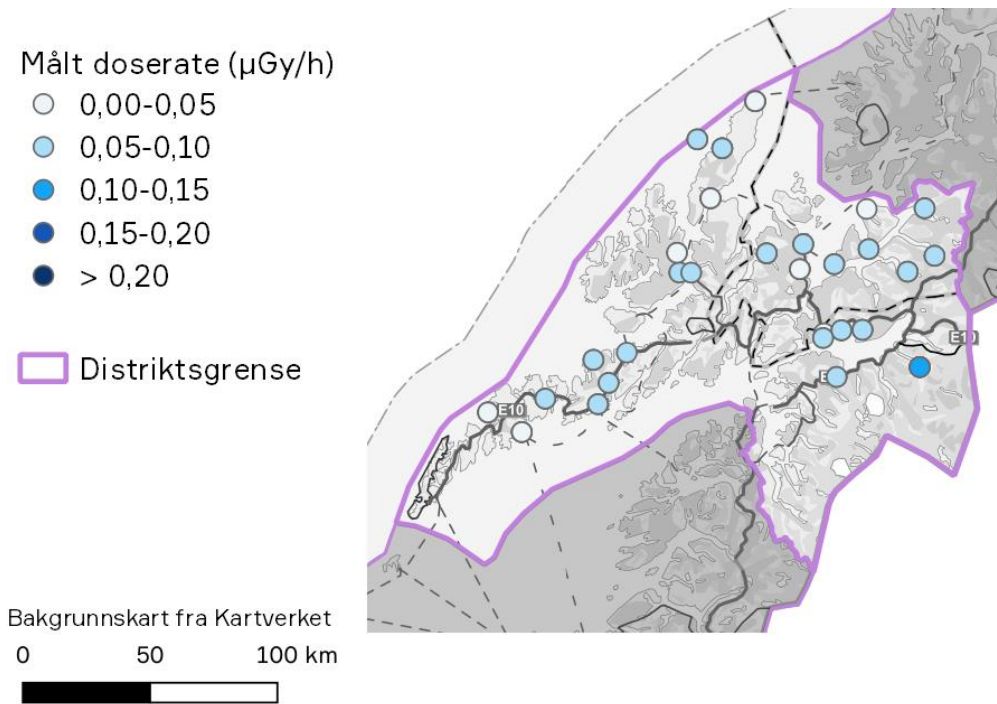 Målt doserate (µGy/h)
0,00-0,05
0,05-0,10
0,10-0,15
0,15-0,20
> 0,20
Distriktsgrense
Bakgrunnskart fra Kartverket
0 50 100 km
E10
E10